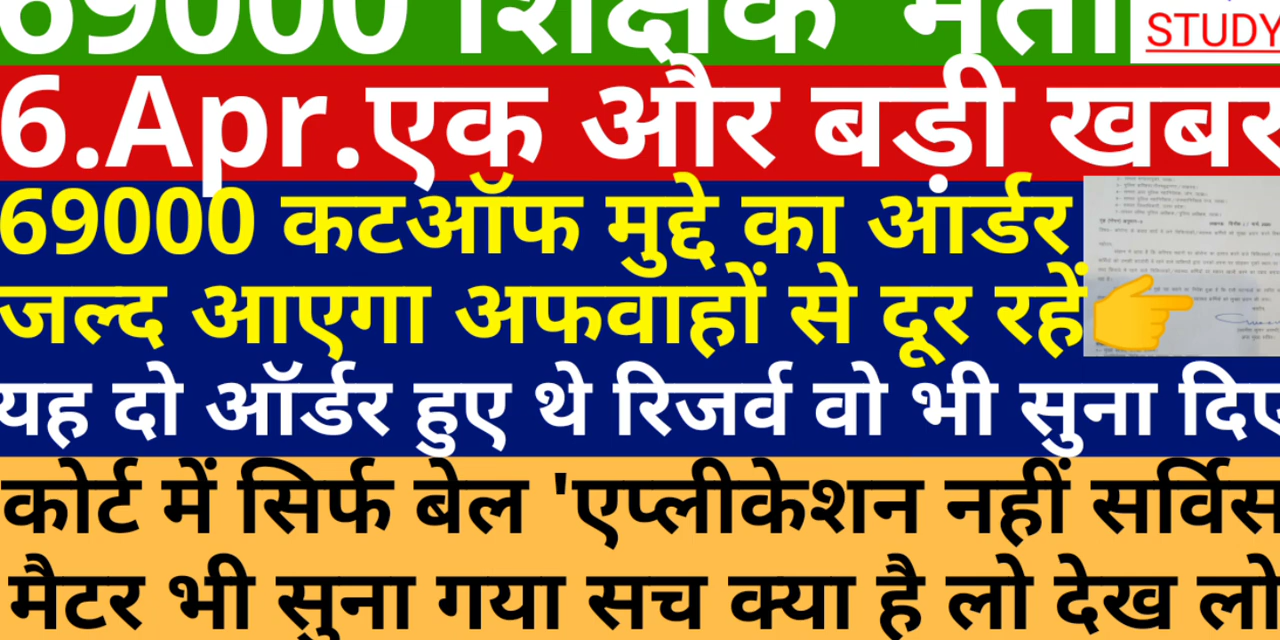 69000 शिक्षक भर्ती
STUDY
6.Apr.एक और बड़ी खबर
69000 कटऑफ मुद्दे का आर्डर
जल्द आएगा अफवाहों से दूर रहें
यह दो ऑर्डर हुए थे रिजर्व वो भी सुना दिए
कोर्ट में सिर्फ बेल 'एप्लीकेशन नहीं सर्विस
मैटर भी सुना गया सच क्या है लो देख लो